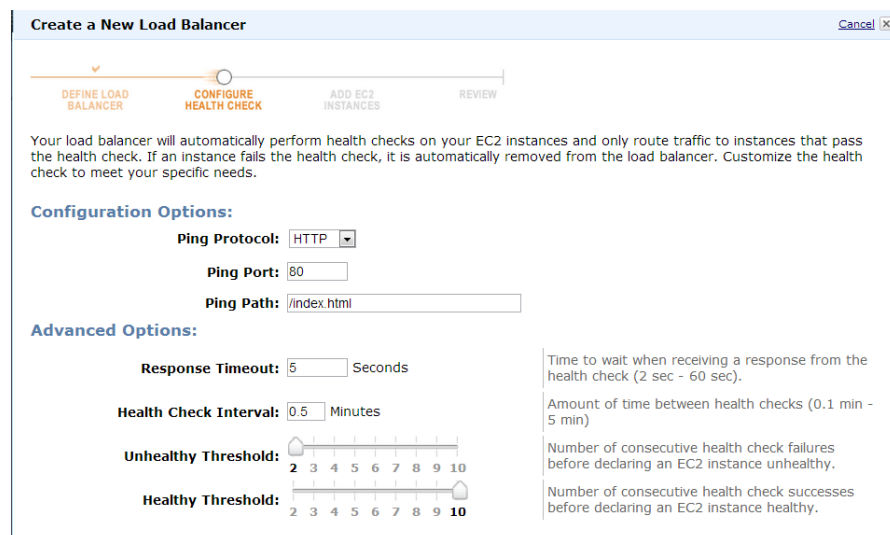 Create a New Load Balancer
Cancel
DEFINE LOAD
BALANCER
CONFIGURE
HEALTH CHECK
ADD EC2
INSTANCES
REVIEW
Your load balancer will automatically perform health checks on your EC2 instances and only route traffic to instances that pass
the health check. If an instance fails the health check, it is automatically removed from the load balancer. Customize the health
check to meet your specific needs.
Configuration Options:
Ping Protocol: HTTP
Ping Port: 80
Ping Path: /index.html
Advanced Options:
Response Timeout: 5 Seconds
Time to wait when receiving a response from the
health check (2 sec - 60 sec).
Health Check Interval: 0.5 Minutes
Amount of time between health checks (0.1 min -
5 min)
Unhealthy Threshold:
2 3 4 5 6 7 8 9 10
Number of consecutive health check failures
before declaring an EC2 instance unhealthy.
Healthy Threshold:
2 3 4 5 6 7 8 9 10
Number of consecutive health check successes
before declaring an EC2 instance healthy.